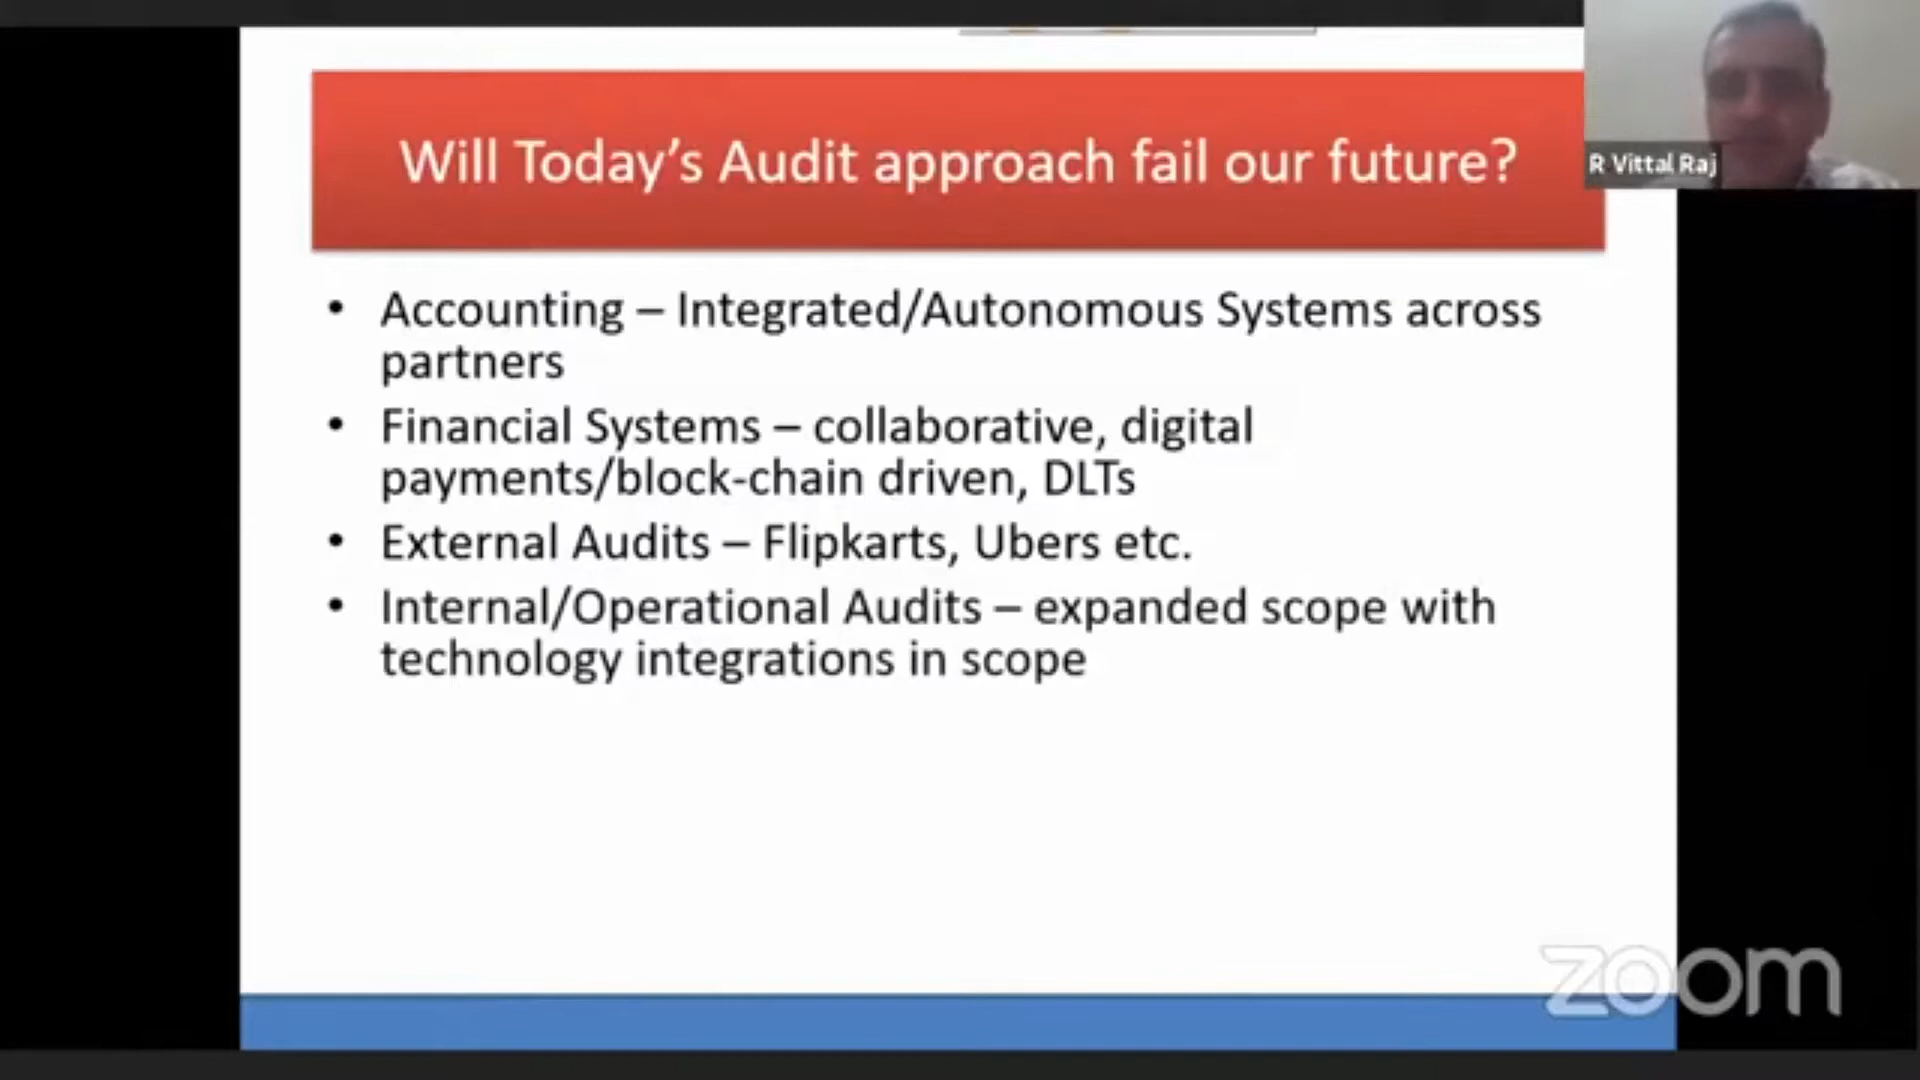 Will Today's Audit approach fail our future?
R Vittal Raj
• Accounting – Integrated/Autonomous Systems across
partners
• Financial Systems – collaborative, digital
payments/block-chain driven, DLTs
• External Audits – Flipkarts, Ubers etc.
• Internal/Operational Audits – expanded scope with
technology integrations in scope
zoom